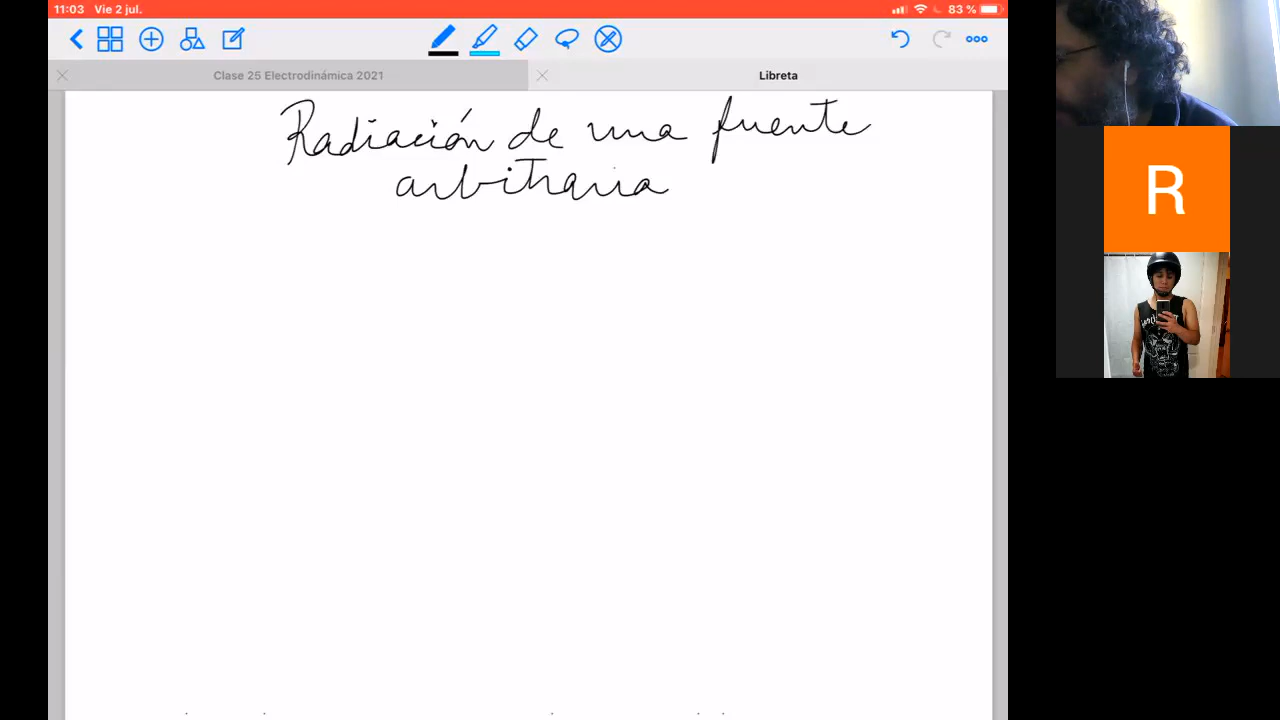 11:03 Vie 2 jul. 83 %
Clase 25 Electrodinámica 2021 Libreta
Radiación de una fuente
arbitraria
R